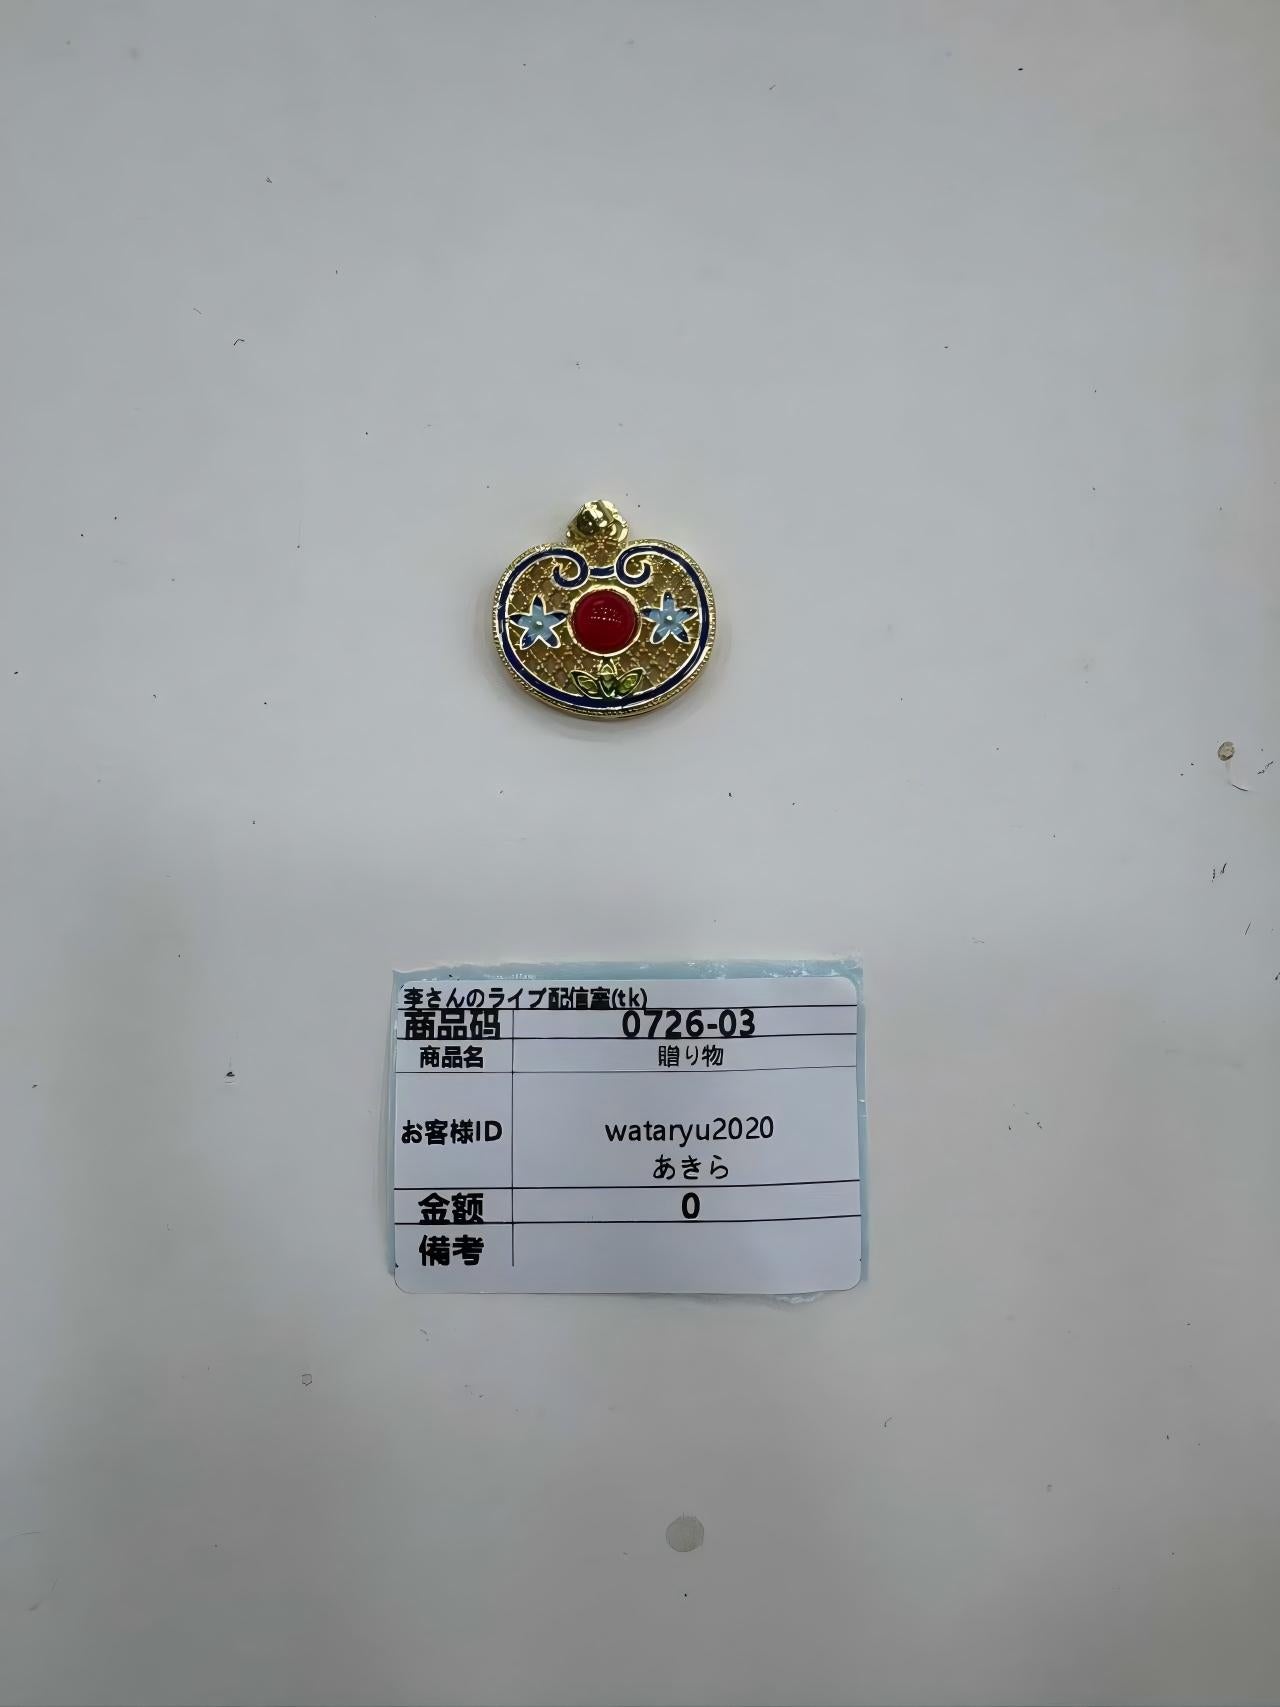 李さんのライブ配信室(tk)
商品码 0726-03
商品名 贈り物
お客様ID wataryu2020
あきら
金额 0
備考